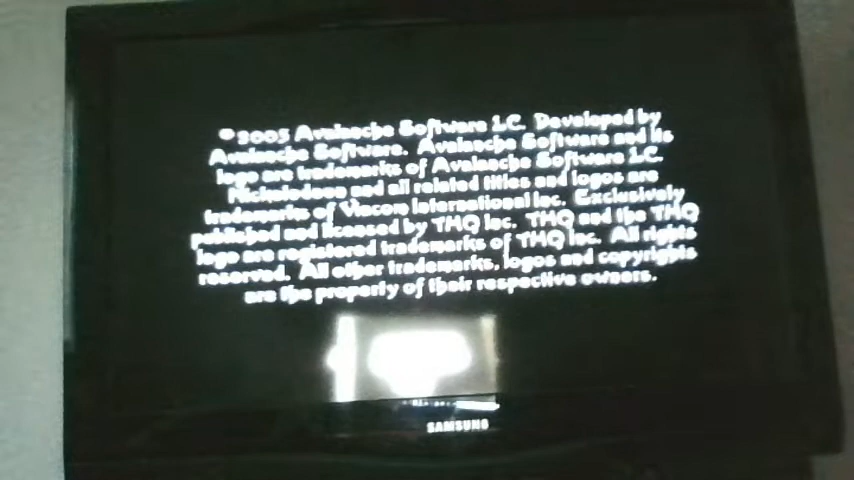 © 2005 Avalanche Software LC. Developed by
Avalanche Software. Avalanche Software and its
logo are trademarks of Avalanche Software LC.
Nickelodeon and all related titles and logos are
trademarks of Viacom International Inc. Exclusively
published and licensed by THQ Inc. THQ and the THQ
logo are registered trademarks of THQ Inc. All rights
reserved. All other trademarks, logos and copyrights
are the property of their respective owners.
SAMSUNG